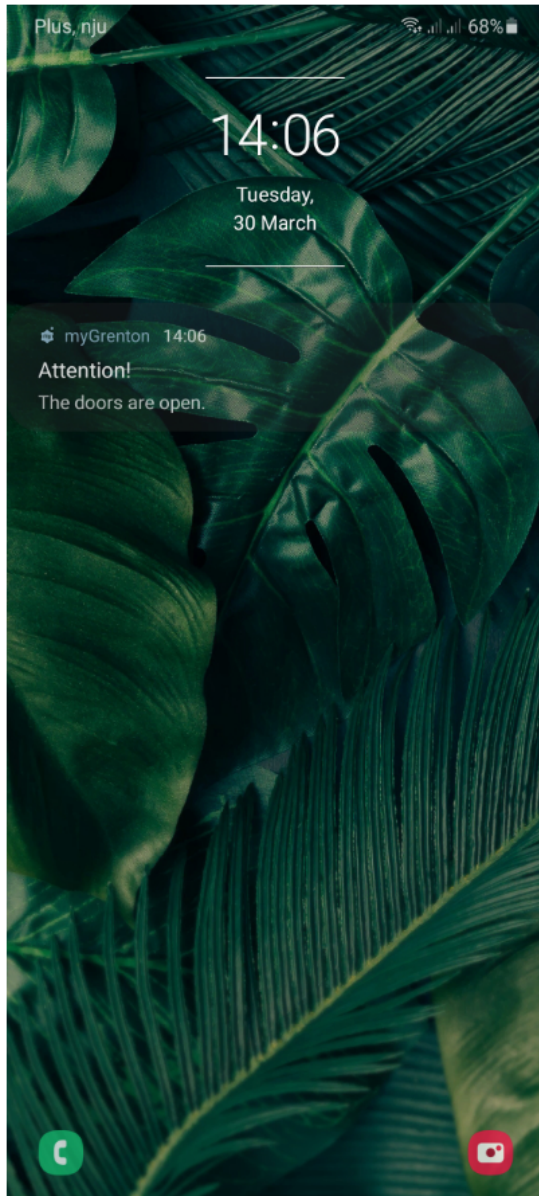 Plus, nju
68%
14:06
Tuesday,
30 March
myGrenton 14:06
Attention!
The doors are open.